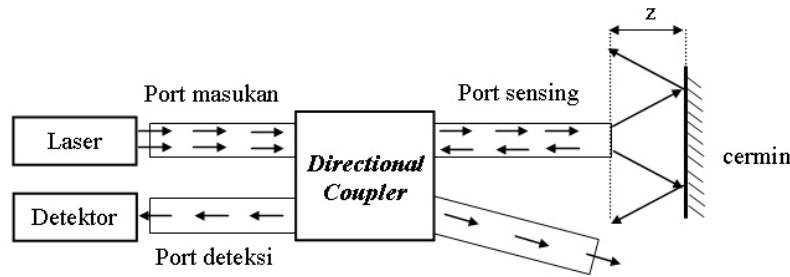 z
Port masukan
Port sensing
Laser
Directional
Coupler
cermin
Detektor
Port deteksi